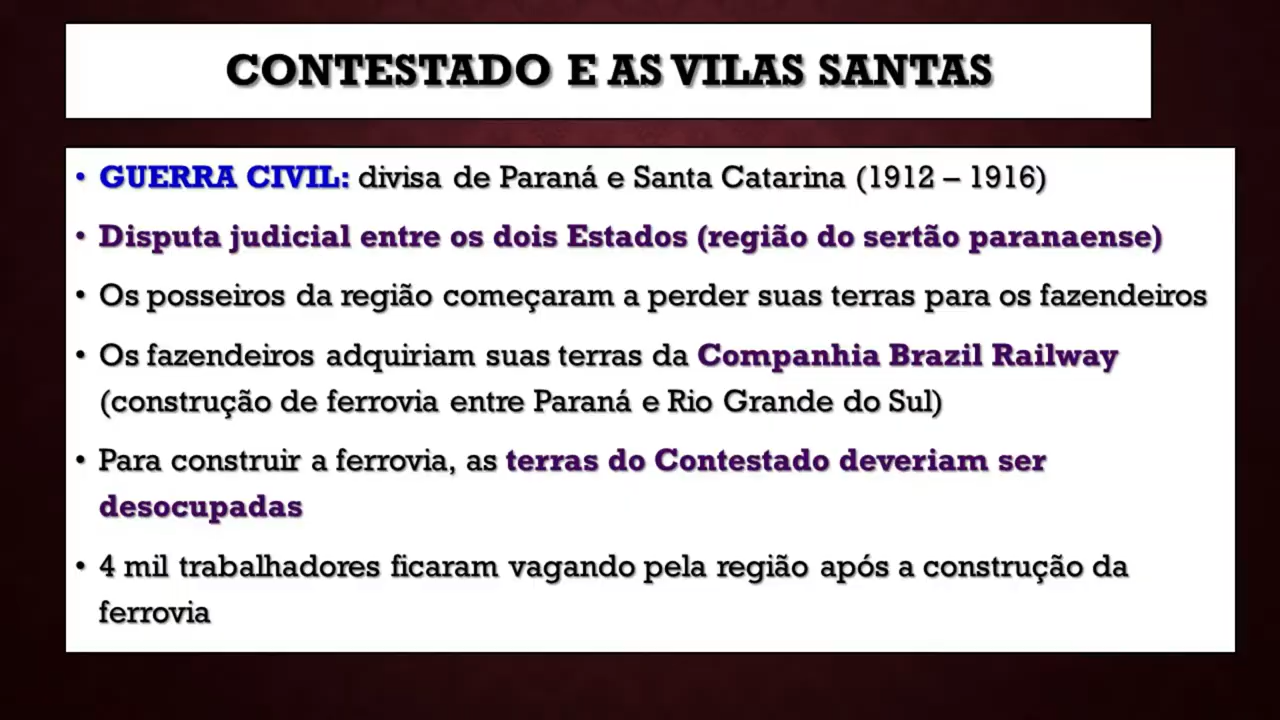 CONTESTADO E AS VILAS SANTAS
• GUERRA CIVIL: divisa de Paraná e Santa Catarina (1912 – 1916)
• Disputa judicial entre os dois Estados (região do sertão paranaense)
• Os posseiros da região começaram a perder suas terras para os fazendeiros
• Os fazendeiros adquiriam suas terras da Companhia Brazil Railway
(construção de ferrovia entre Paraná e Rio Grande do Sul)
• Para construir a ferrovia, as terras do Contestado deveriam ser
desocupadas
• 4 mil trabalhadores ficaram vagando pela região após a construção da
ferrovia